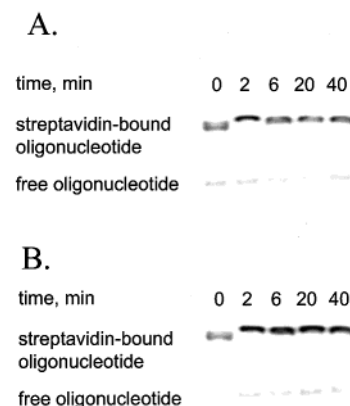 A.
time, min 0 2 6 20 40
streptavidin-bound
oligonucleotide
free oligonucleotide
B.
time, min 0 2 6 20 40
streptavidin-bound
oligonucleotide
free oligonucleotide